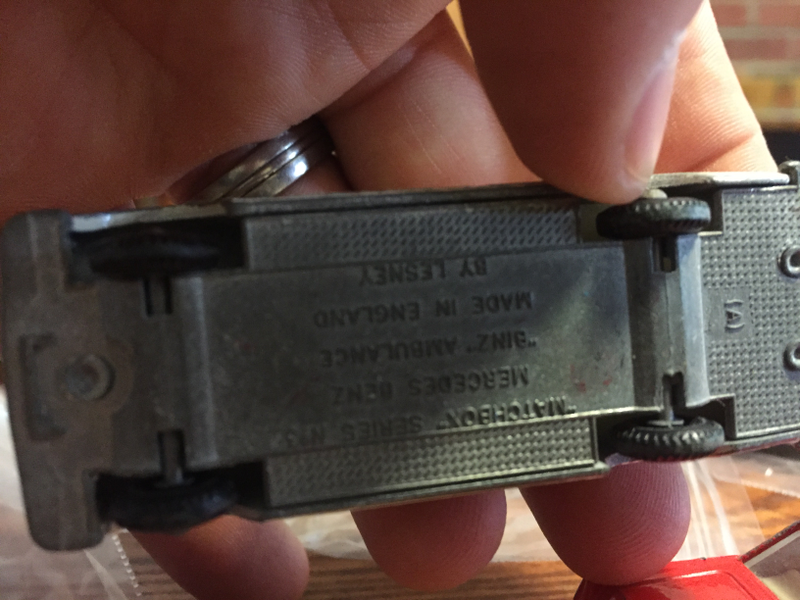 "MATCHBOX" SERIES Nº3
MERCEDES BENZ
"BINZ" AMBULANCE
MADE IN ENGLAND
BY LESNEY
(A)